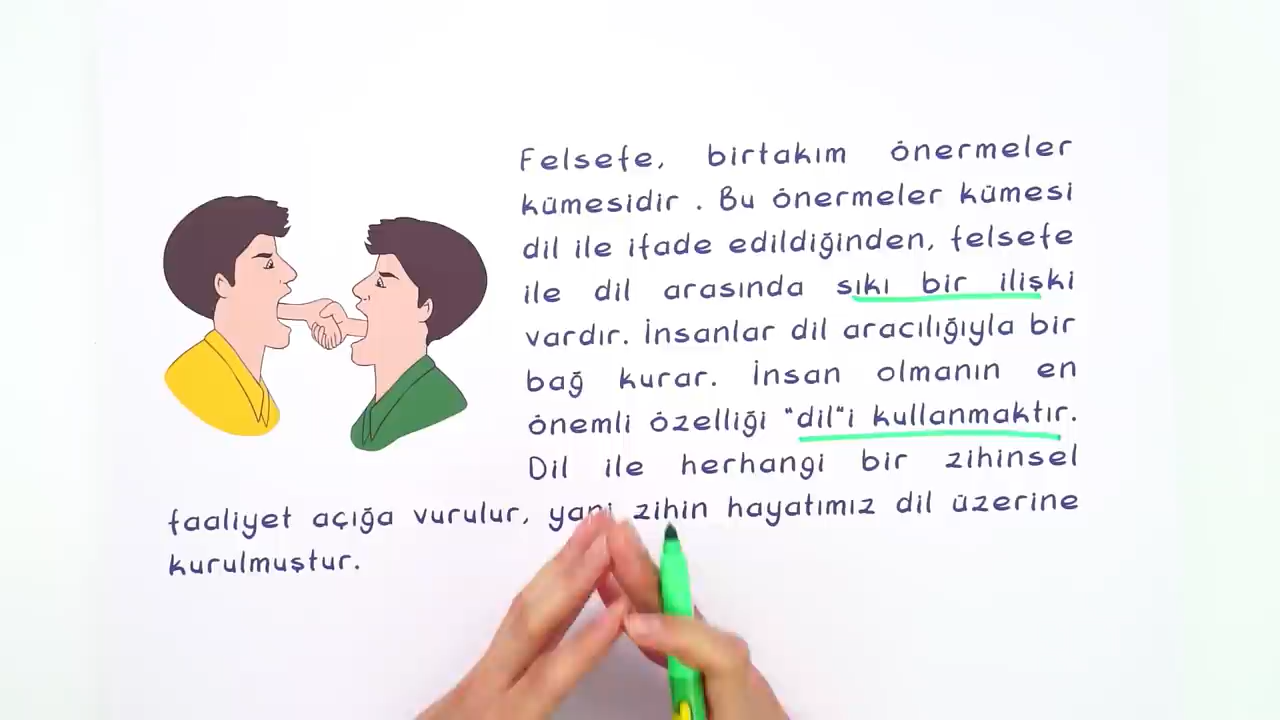 Felsefe, birtakım önermeler
kümesidir . Bu önermeler kümesi
dil ile ifade edildiğinden, felsefe
ile dil arasında sıkı bir ilişki
vardır. İnsanlar dil aracılığıyla bir
bağ kurar. İnsan olmanın en
önemli özelliği "dil"i kullanmaktır.
Dil ile herhangi bir zihinsel
faaliyet açığa vurulur, yani zihin hayatımız dil üzerine
kurulmuştur.